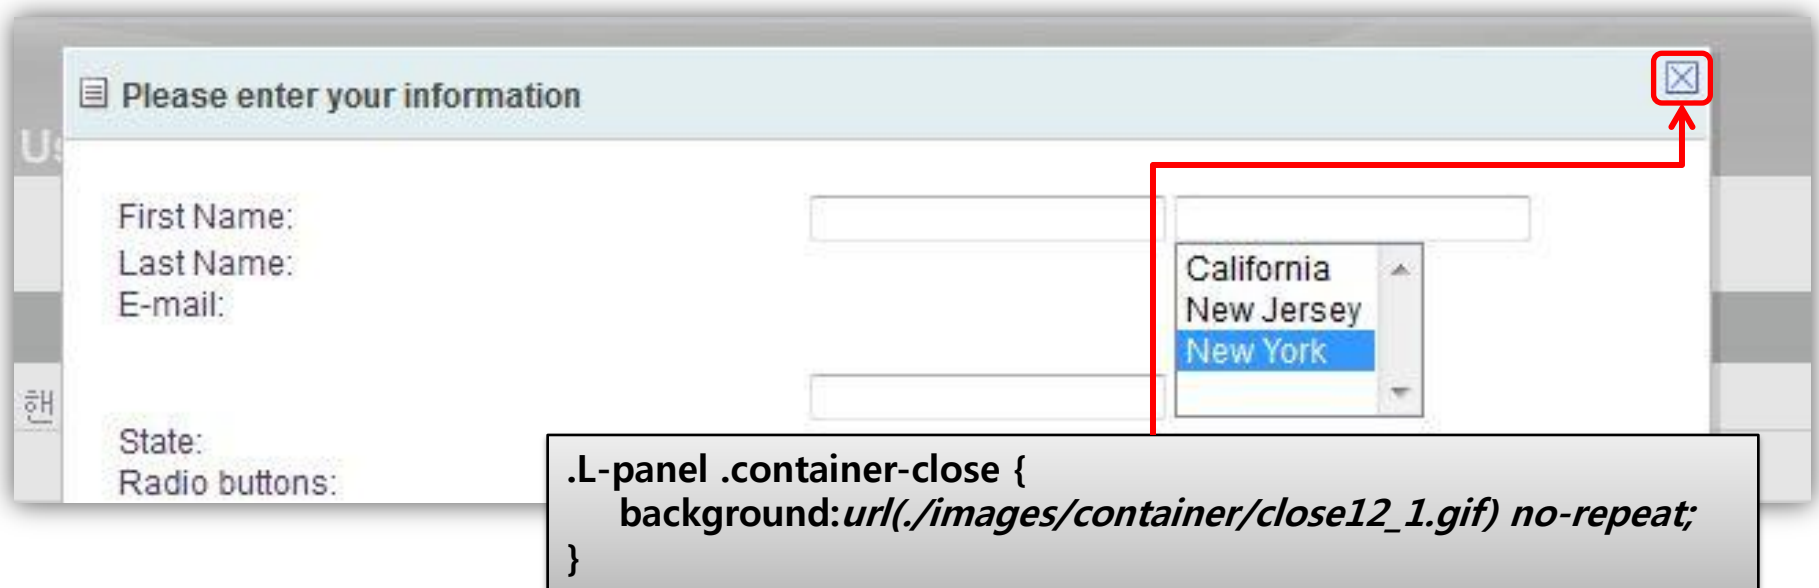 Please enter your information
Us
First Name:
Last Name:
E-mail:
California
New Jersey
New York
핸
State:
Radio buttons:
.L-panel .container-close {
background:url(./images/container/close12_1.gif) no-repeat;
}